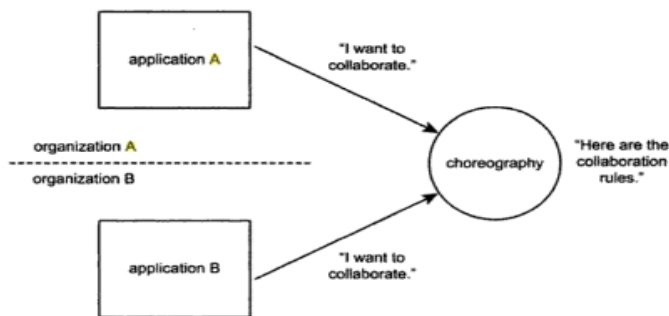 application A
"I want to
collaborate."
organization A
organization B
choreography
"Here are the
collaboration
rules."
application B
"I want to
collaborate."